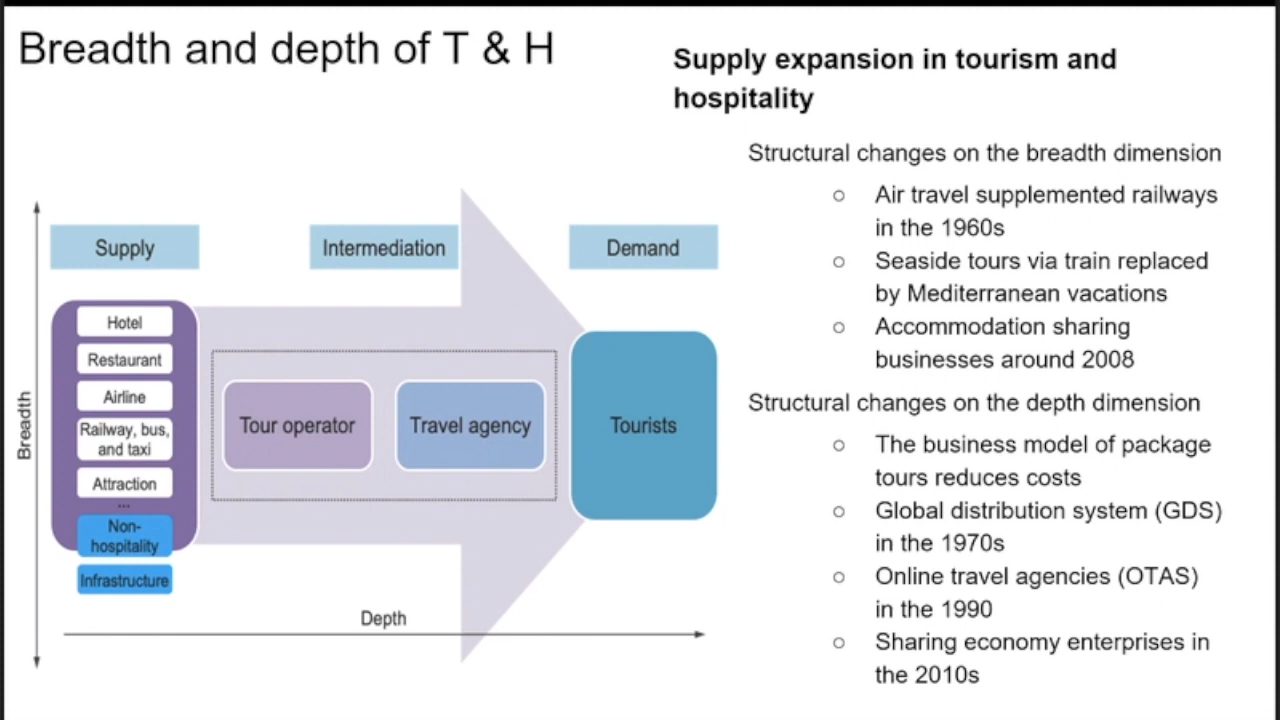 Breadth and depth of T & H
Supply expansion in tourism and
hospitality
Structural changes on the breadth dimension
○ Air travel supplemented railways
in the 1960s
○ Seaside tours via train replaced
by Mediterranean vacations
○ Accommodation sharing
businesses around 2008
Structural changes on the depth dimension
○ The business model of package
tours reduces costs
○ Global distribution system (GDS)
in the 1970s
○ Online travel agencies (OTAS)
in the 1990
○ Sharing economy enterprises in
the 2010s
Breadth
Supply
Intermediation
Demand
Hotel
Restaurant
Airline
Railway, bus,
and taxi
Attraction
...
Non-
hospitality
Infrastructure
Tour operator
Travel agency
Tourists
Depth